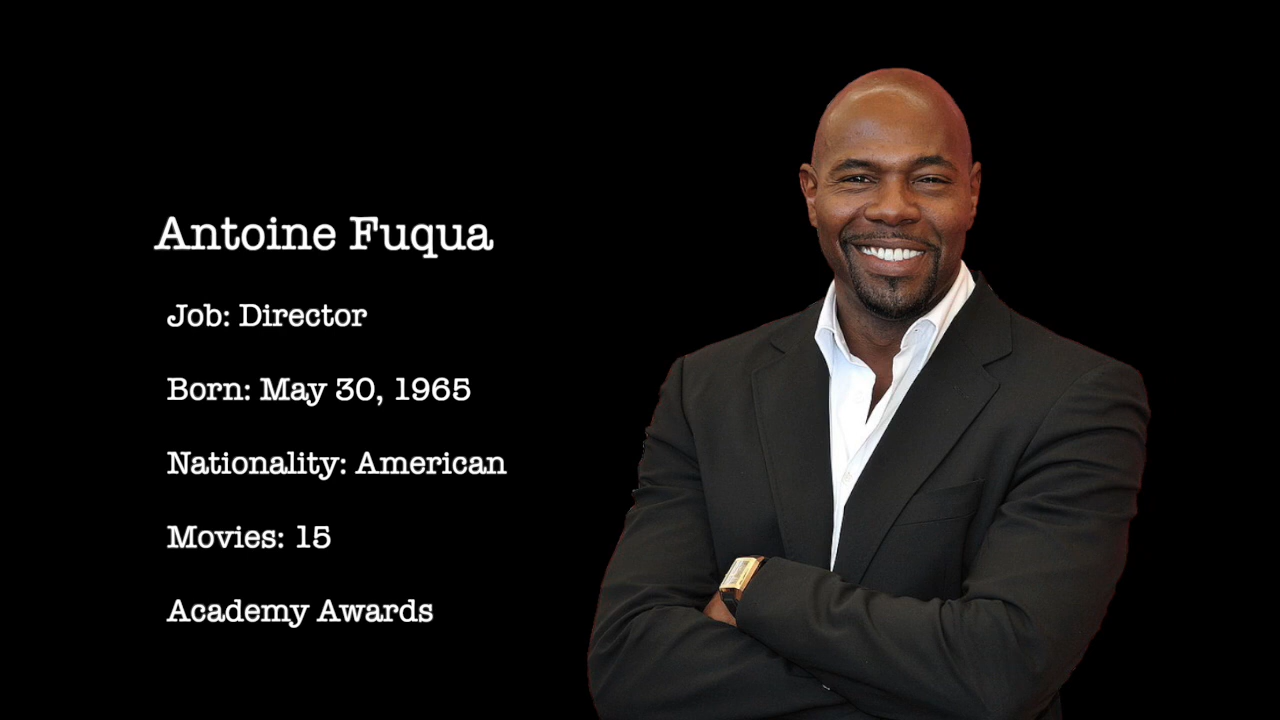 Antoine Fuqua
Job: Director
Born: May 30, 1965
Nationality: American
Movies: 15
Academy Awards